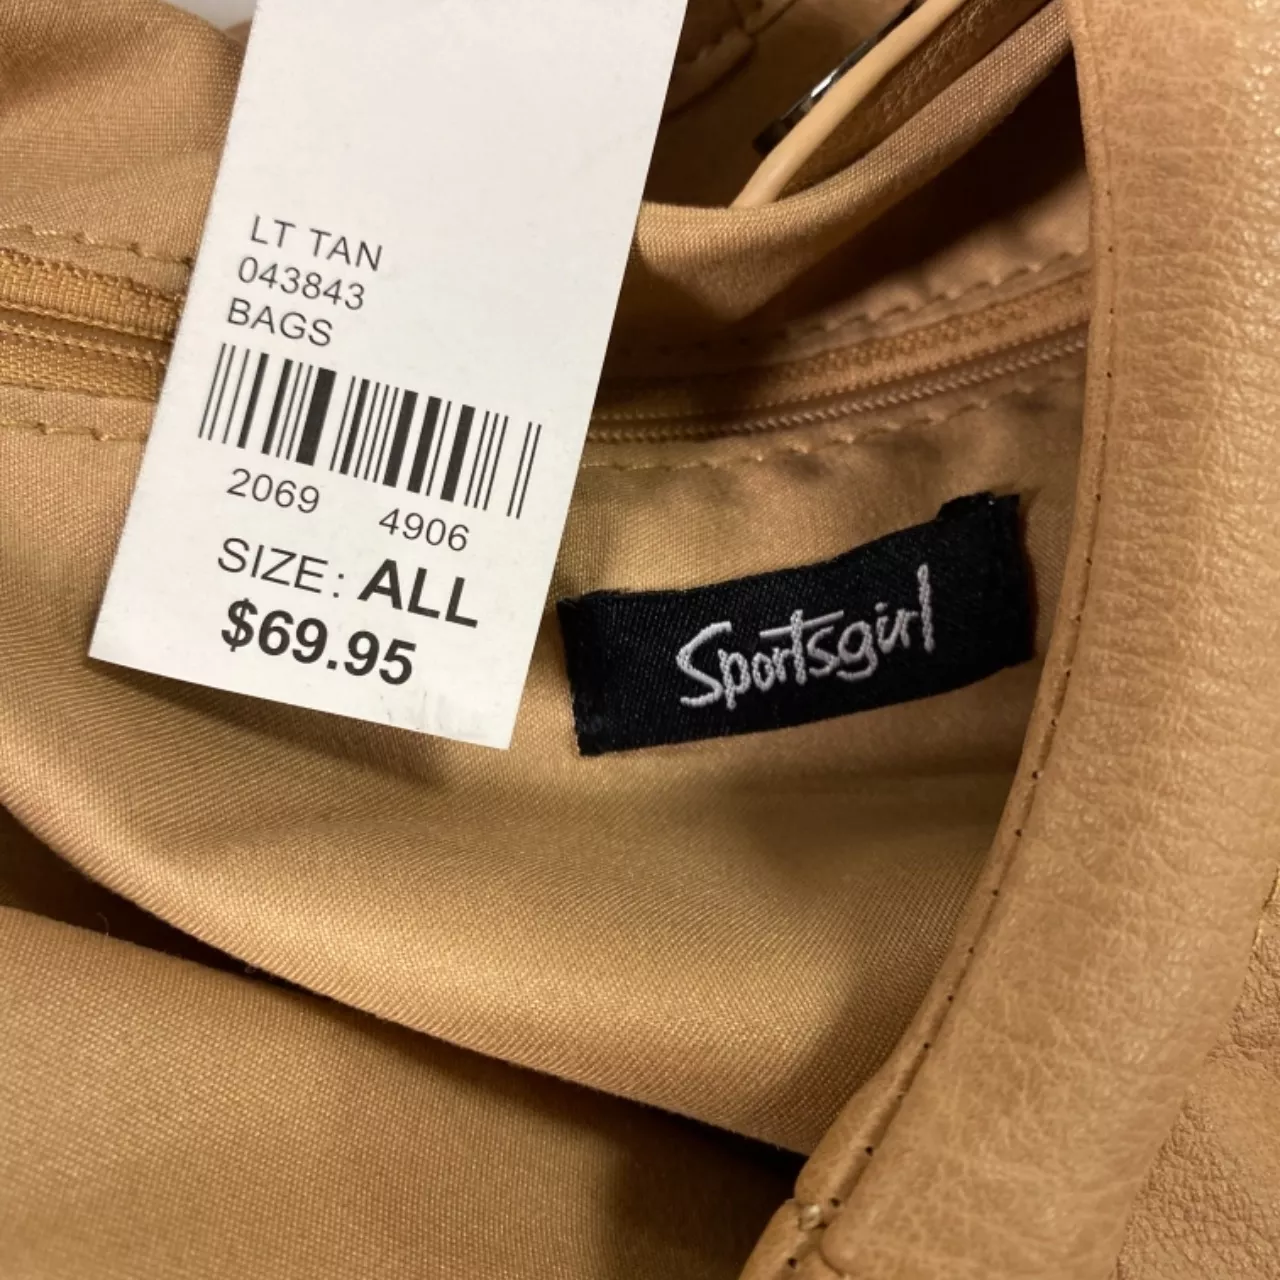 LT TAN
043843
BAGS
2069 4906
SIZE: ALL
$69.95
Sportsgirl